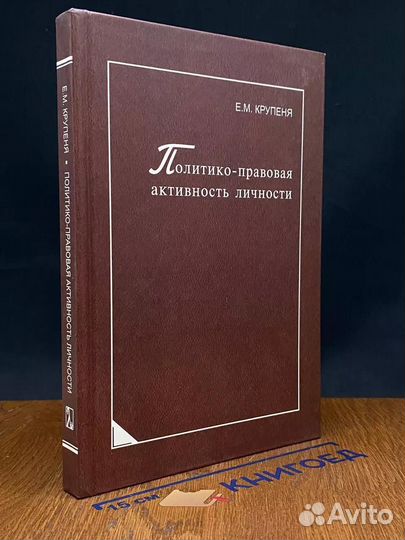 Е.М. КРУПЕНЯ
Политико-правовая
активность личности
Е.М. КРУПЕНЯ • ПОЛИТИКО-ПРАВОВАЯ АКТИВНОСТЬ ЛИЧНОСТИ
КНИГОЕД
Avito